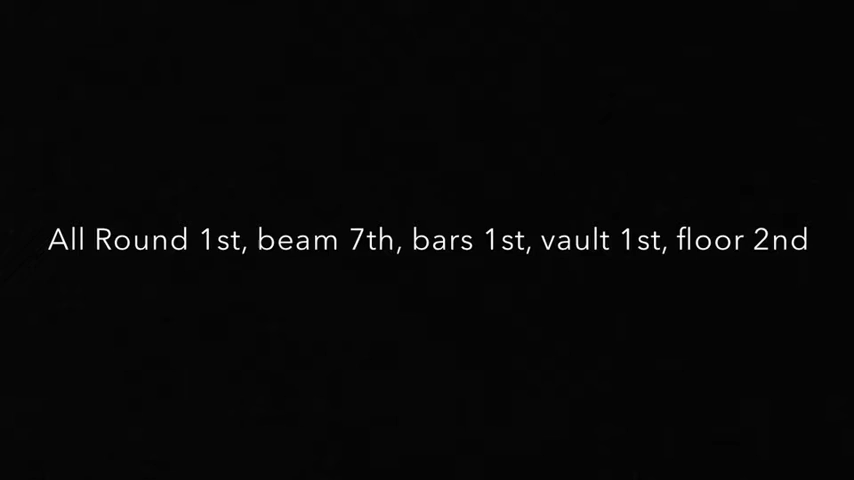 All Round 1st, beam 7th, bars 1st, vault 1st, floor 2nd